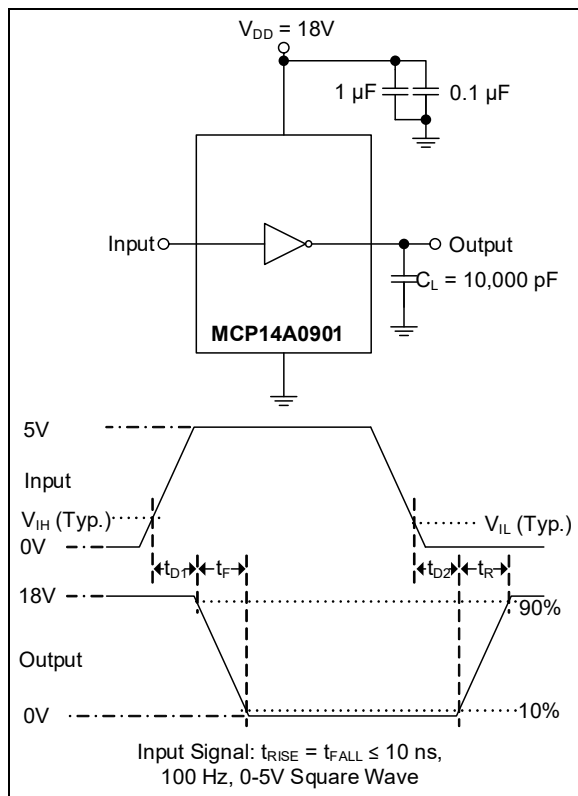 V_DD = 18V
1 µF 0.1 µF
Input Output
C_L = 10,000 pF
MCP14A0901
5V
Input
V_IH (Typ.) V_IL (Typ.)
0V
t_D1 t_F t_D2 t_R
18V 90%
Output
0V 10%
Input Signal: t_RISE = t_FALL ≤ 10 ns,
100 Hz, 0-5V Square Wave